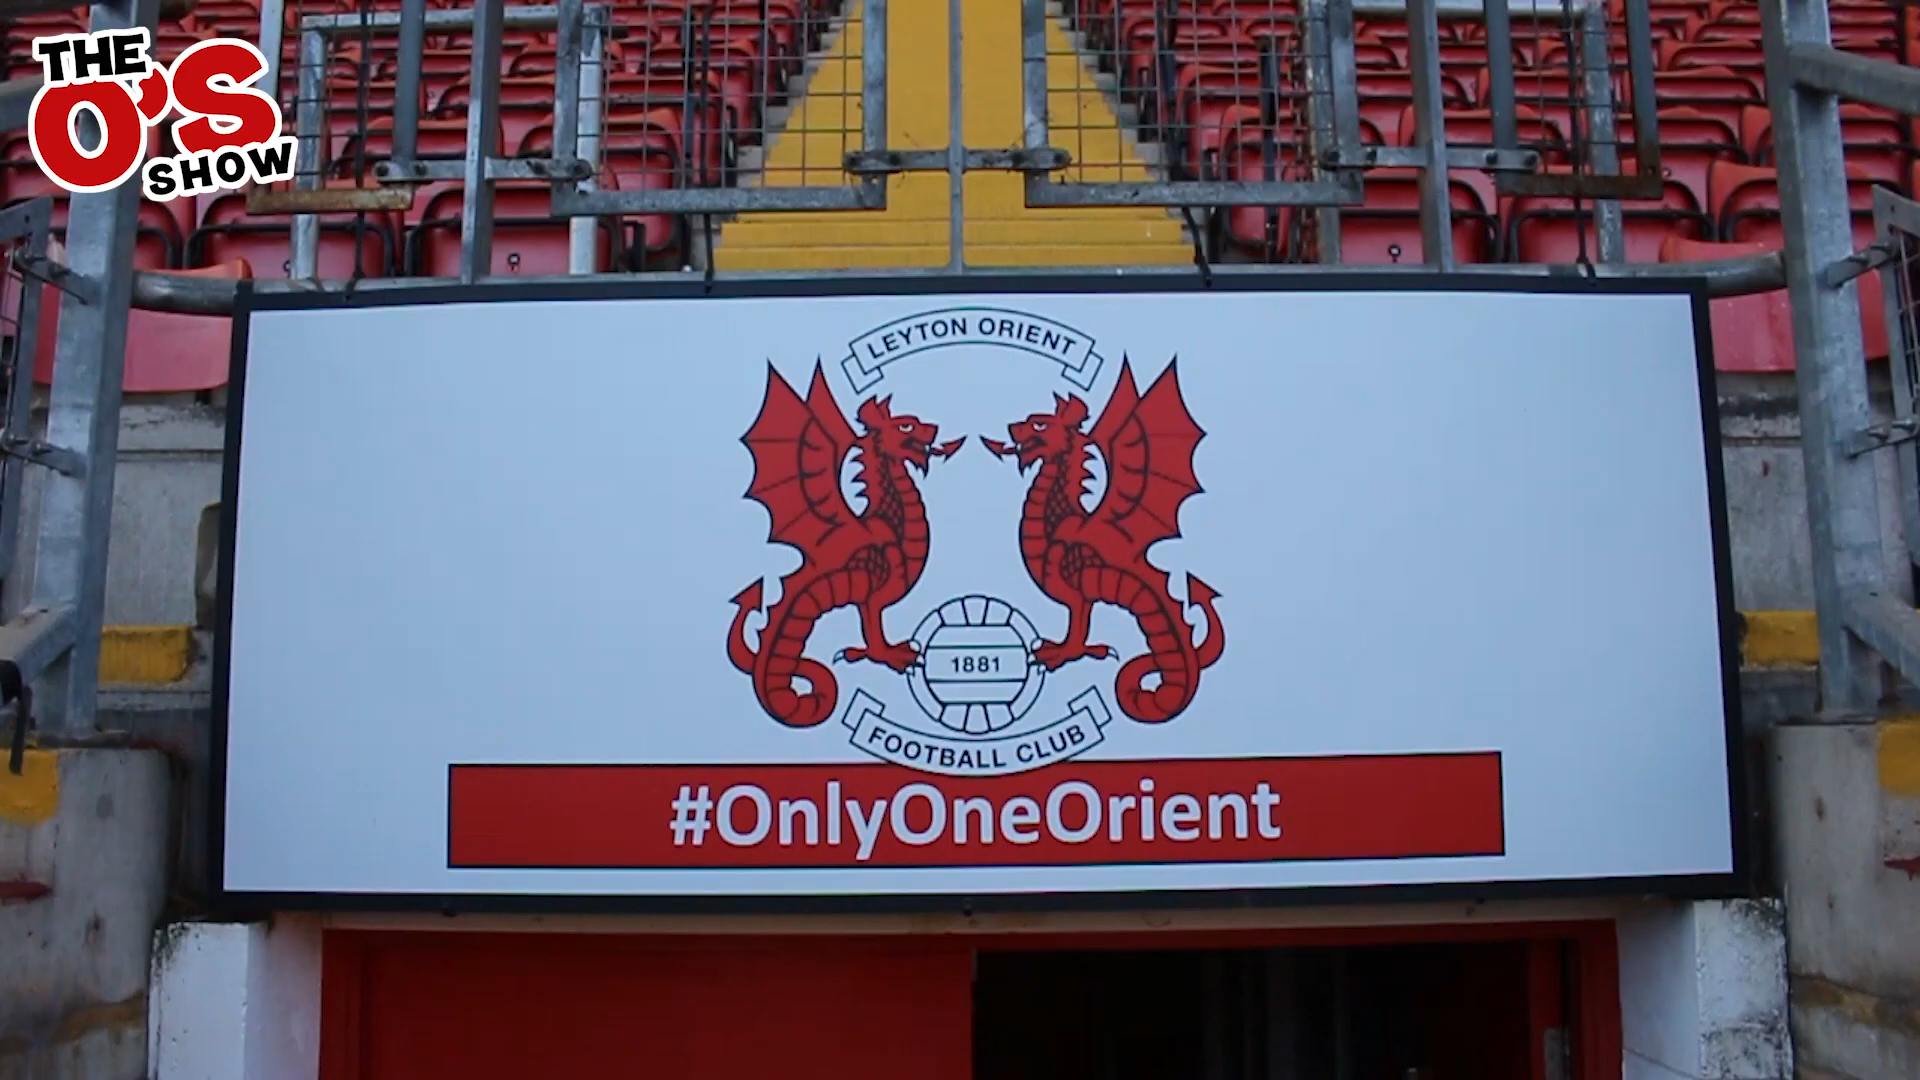 THE
O'S
SHOW
LEYTON ORIENT
1881
FOOTBALL CLUB
#OnlyOneOrient